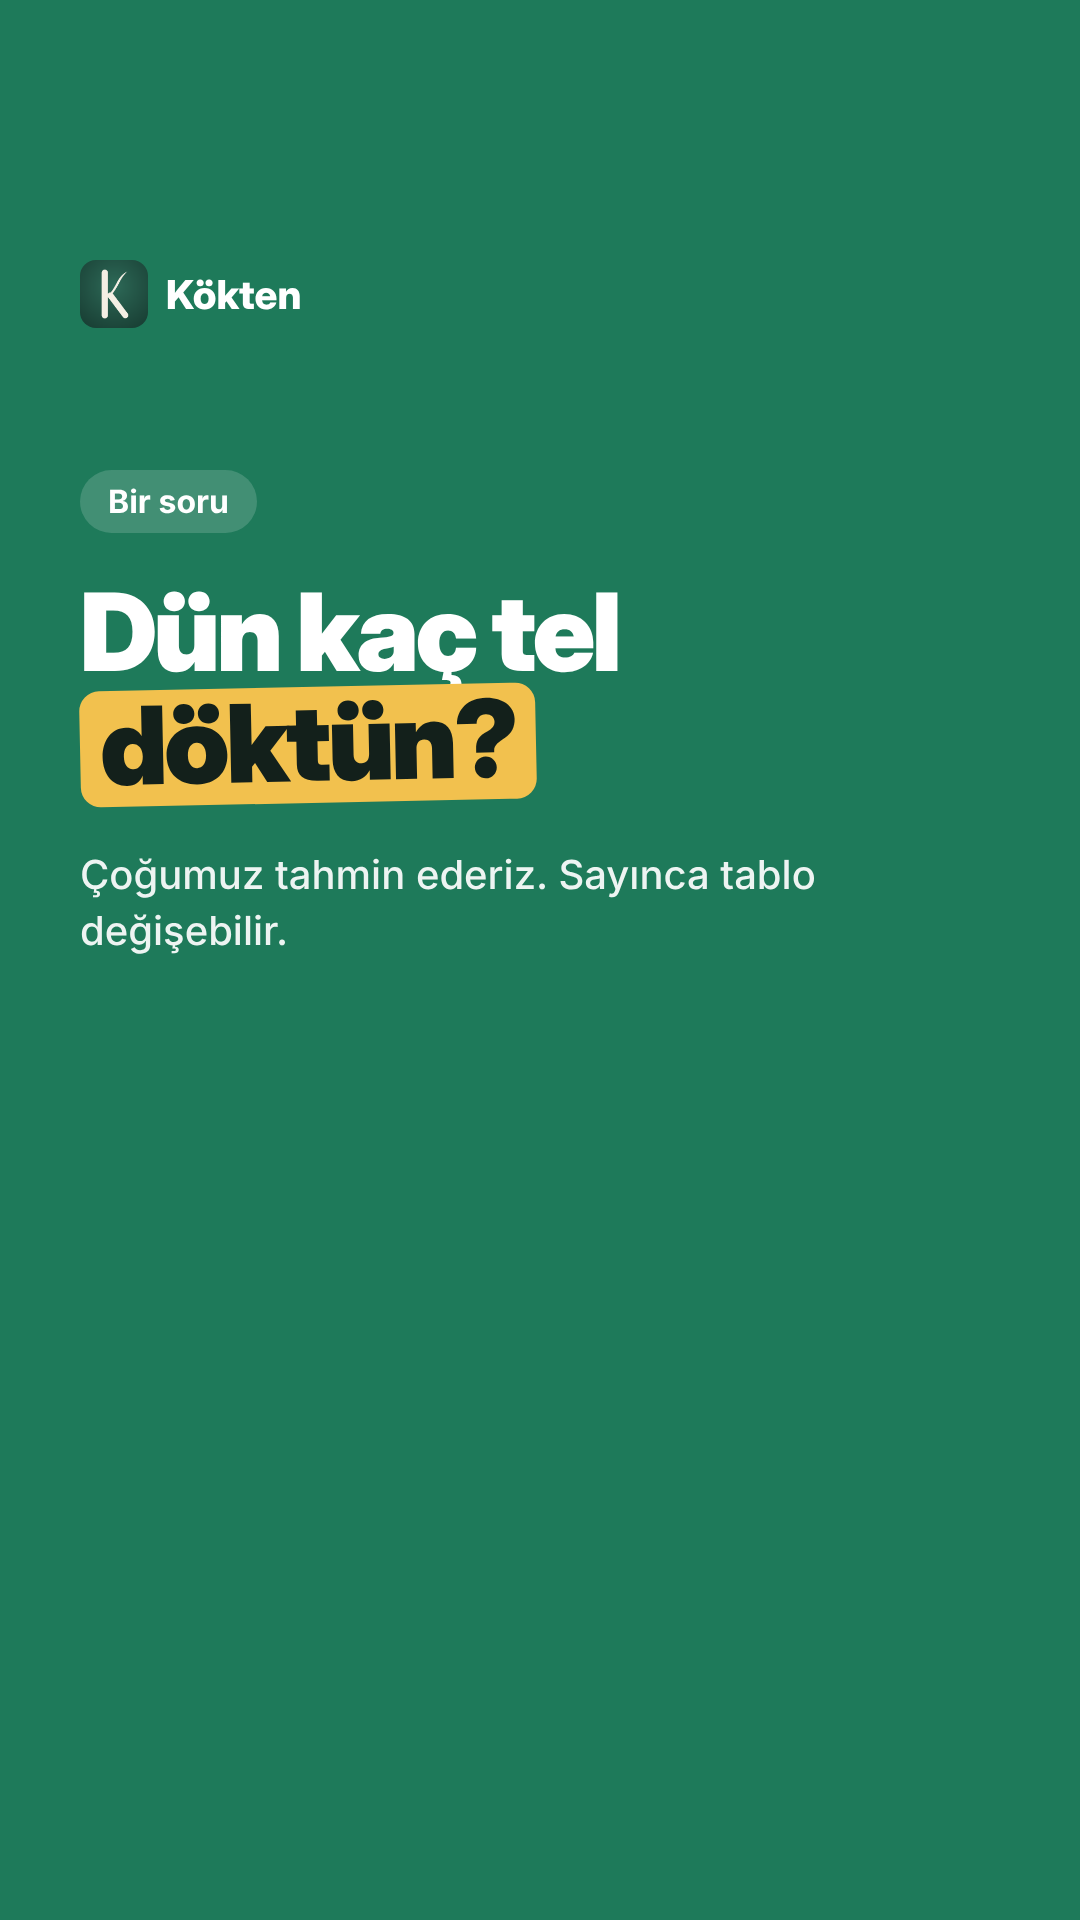 Kökten
Bir soru
Dün kaç tel
döktün?
Çoğumuz tahmin ederiz. Sayınca tablo
değişebilir.